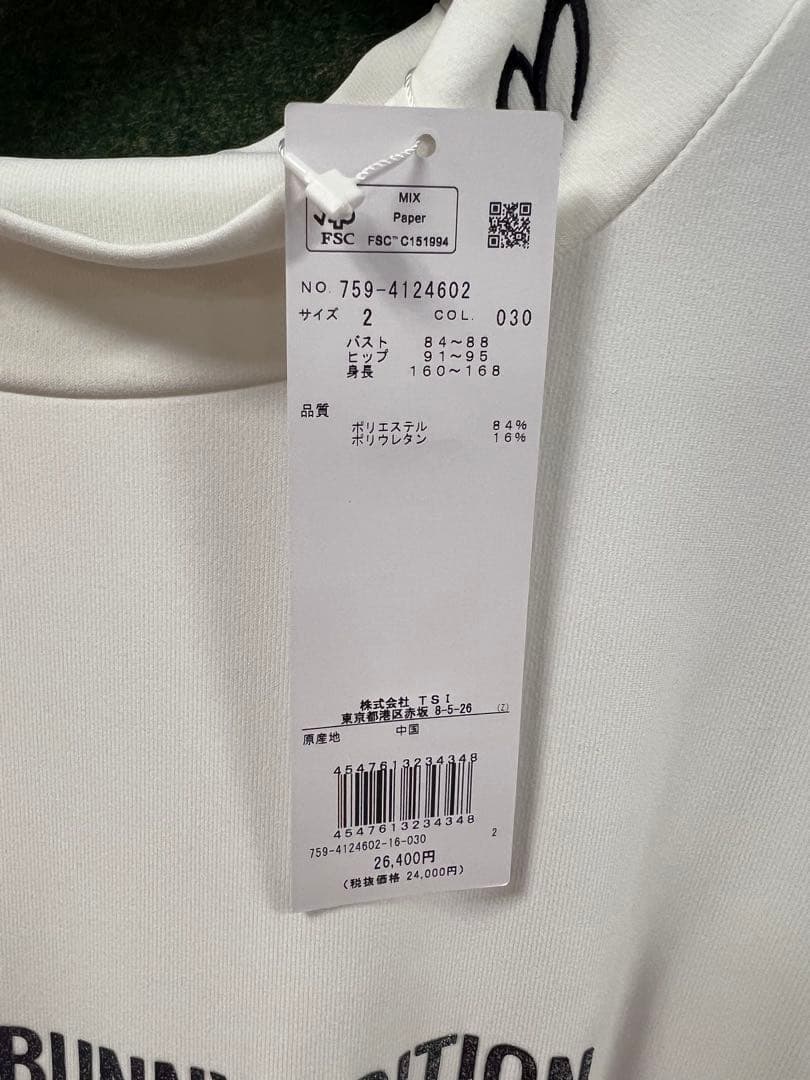 MIX
Paper
FSC
FSC™ C151994
NO. 759-4124602
サイズ 2 COL. 030
バスト 84～88
ヒップ 91～95
身長 160～168
品質
ポリエステル 84%
ポリウレタン 16%
株式会社 TSI
東京都港区赤坂 8-5-26 (Z)
原産地 中国
4547613234348
4547613234348
759-4124602-16-030 2
26,400円
(税抜価格 24,000円)